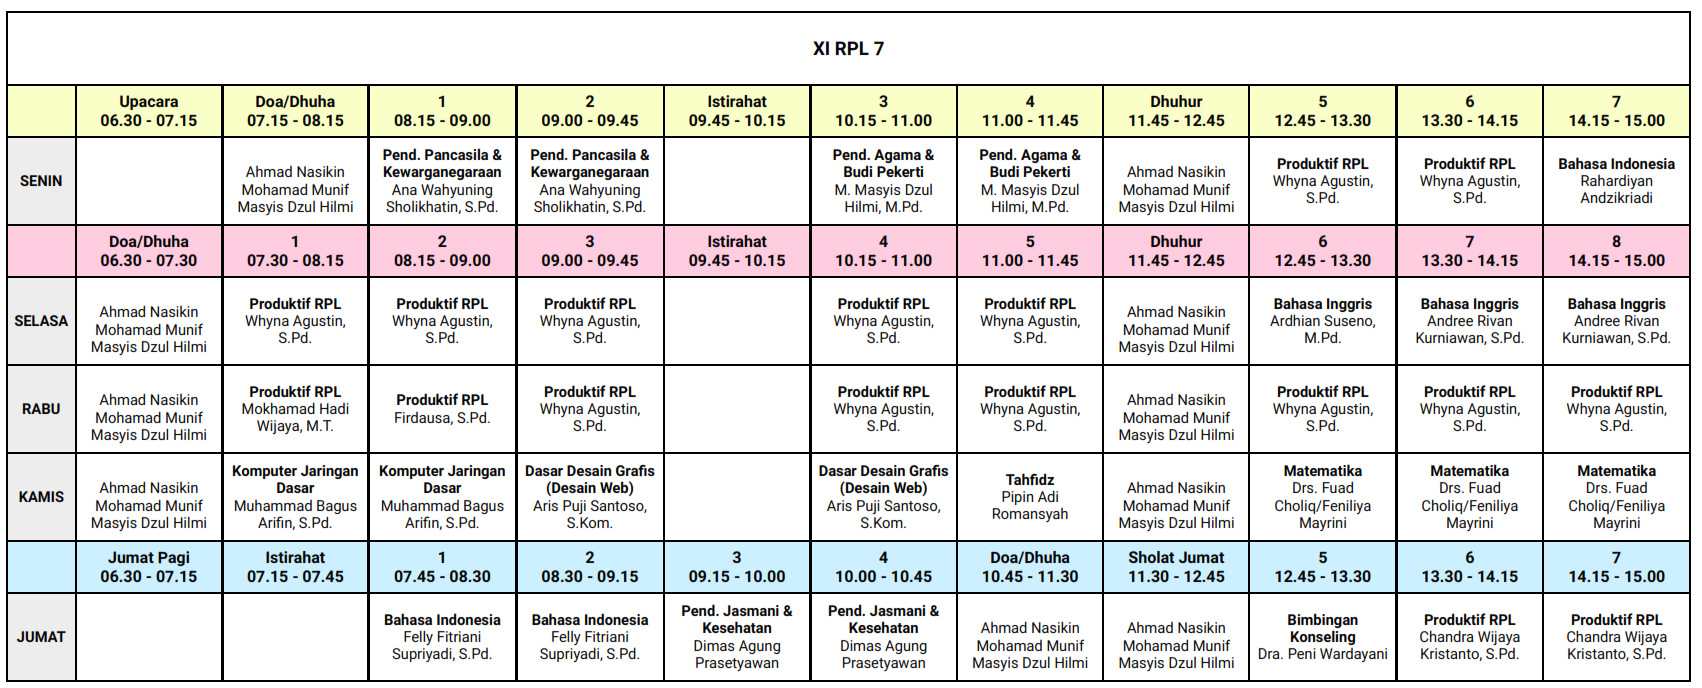 XI RPL 7
Upacara
06.30 - 07.15
Doa/Dhuha
07.15 - 08.15
1
08.15 - 09.00
2
09.00 - 09.45
Istirahat
09.45 - 10.15
3
10.15 - 11.00
4
11.00 - 11.45
Dhuhur
11.45 - 12.45
5
12.45 - 13.30
6
13.30 - 14.15
7
14.15 - 15.00
SENIN
Ahmad Nasikin
Mohamad Munif
Masyis Dzul Hilmi
Pend. Pancasila &
Kewarganegaraan
Ana Wahyuning
Sholikhatin, S.Pd.
Pend. Pancasila &
Kewarganegaraan
Ana Wahyuning
Sholikhatin, S.Pd.
Pend. Agama &
Budi Pekerti
M. Masyis Dzul
Hilmi, M.Pd.
Pend. Agama &
Budi Pekerti
M. Masyis Dzul
Hilmi, M.Pd.
Ahmad Nasikin
Mohamad Munif
Masyis Dzul Hilmi
Produktif RPL
Whyna Agustin,
S.Pd.
Produktif RPL
Whyna Agustin,
S.Pd.
Bahasa Indonesia
Rahardiyan
Andzikriadi
Doa/Dhuha
06.30 - 07.30
1
07.30 - 08.15
2
08.15 - 09.00
3
09.00 - 09.45
Istirahat
09.45 - 10.15
4
10.15 - 11.00
5
11.00 - 11.45
Dhuhur
11.45 - 12.45
6
12.45 - 13.30
7
13.30 - 14.15
8
14.15 - 15.00
SELASA
Ahmad Nasikin
Mohamad Munif
Masyis Dzul Hilmi
Produktif RPL
Whyna Agustin,
S.Pd.
Produktif RPL
Whyna Agustin,
S.Pd.
Produktif RPL
Whyna Agustin,
S.Pd.
Produktif RPL
Whyna Agustin,
S.Pd.
Produktif RPL
Whyna Agustin,
S.Pd.
Ahmad Nasikin
Mohamad Munif
Masyis Dzul Hilmi
Bahasa Inggris
Ardhian Suseno,
M.Pd.
Bahasa Inggris
Andree Rivan
Kurniawan, S.Pd.
Bahasa Inggris
Andree Rivan
Kurniawan, S.Pd.
RABU
Ahmad Nasikin
Mohamad Munif
Masyis Dzul Hilmi
Produktif RPL
Mokhamad Hadi
Wijaya, M.T.
Produktif RPL
Firdausa, S.Pd.
Produktif RPL
Whyna Agustin,
S.Pd.
Produktif RPL
Whyna Agustin,
S.Pd.
Produktif RPL
Whyna Agustin,
S.Pd.
Ahmad Nasikin
Mohamad Munif
Masyis Dzul Hilmi
Produktif RPL
Whyna Agustin,
S.Pd.
Produktif RPL
Whyna Agustin,
S.Pd.
Produktif RPL
Whyna Agustin,
S.Pd.
KAMIS
Ahmad Nasikin
Mohamad Munif
Masyis Dzul Hilmi
Komputer Jaringan
Dasar
Muhammad Bagus
Arifin, S.Pd.
Komputer Jaringan
Dasar
Muhammad Bagus
Arifin, S.Pd.
Dasar Desain Grafis
(Desain Web)
Aris Puji Santoso,
S.Kom.
Dasar Desain Grafis
(Desain Web)
Aris Puji Santoso,
S.Kom.
Tahfidz
Pipin Adi
Romansyah
Ahmad Nasikin
Mohamad Munif
Masyis Dzul Hilmi
Matematika
Drs. Fuad
Choliq/Feniliya
Mayrini
Matematika
Drs. Fuad
Choliq/Feniliya
Mayrini
Matematika
Drs. Fuad
Choliq/Feniliya
Mayrini
Jumat Pagi
06.30 - 07.15
Istirahat
07.15 - 07.45
1
07.45 - 08.30
2
08.30 - 09.15
3
09.15 - 10.00
4
10.00 - 10.45
Doa/Dhuha
10.45 - 11.30
Sholat Jumat
11.30 - 12.45
5
12.45 - 13.30
6
13.30 - 14.15
7
14.15 - 15.00
JUMAT
Bahasa Indonesia
Felly Fitriani
Supriyadi, S.Pd.
Bahasa Indonesia
Felly Fitriani
Supriyadi, S.Pd.
Pend. Jasmani &
Kesehatan
Dimas Agung
Prasetyawan
Pend. Jasmani &
Kesehatan
Dimas Agung
Prasetyawan
Ahmad Nasikin
Mohamad Munif
Masyis Dzul Hilmi
Ahmad Nasikin
Mohamad Munif
Masyis Dzul Hilmi
Bimbingan
Konseling
Dra. Peni Wardayani
Produktif RPL
Chandra Wijaya
Kristanto, S.Pd.
Produktif RPL
Chandra Wijaya
Kristanto, S.Pd.